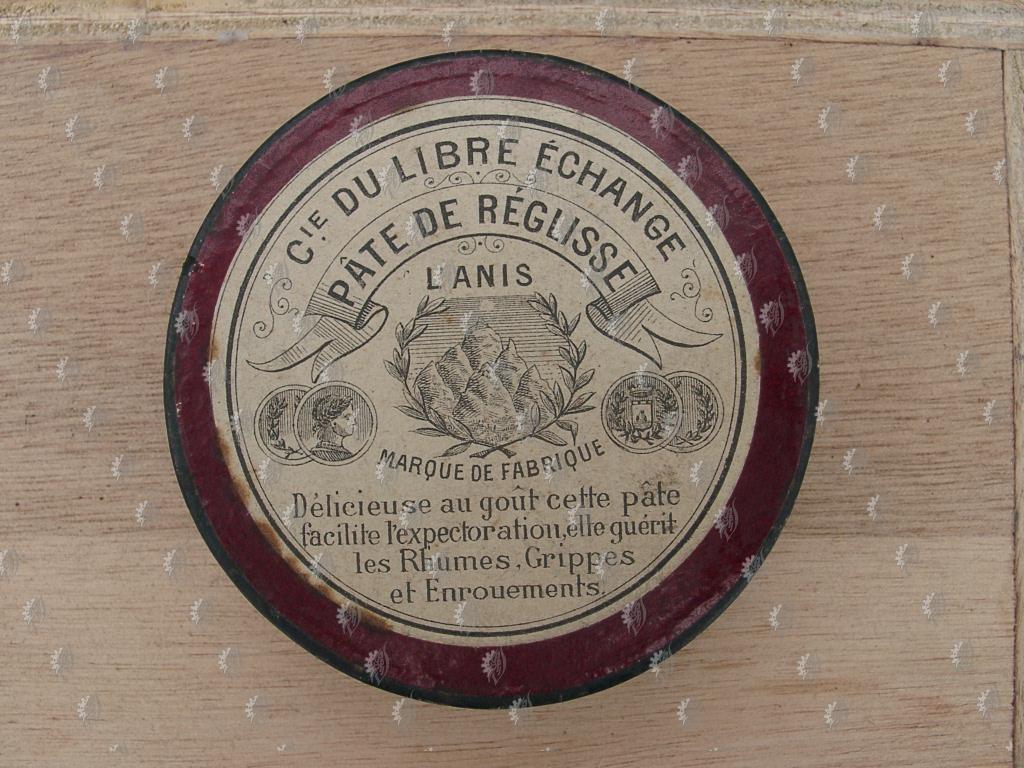 CIE DU LIBRE ÉCHANGE
PÂTE DE RÉGLISSE
L'ANIS
MARQUE DE FABRIQUE
Délicieuse au goût cette pâte
facilite l'expectoration, elle guérit
les Rhumes, Grippes
et Enrouements.